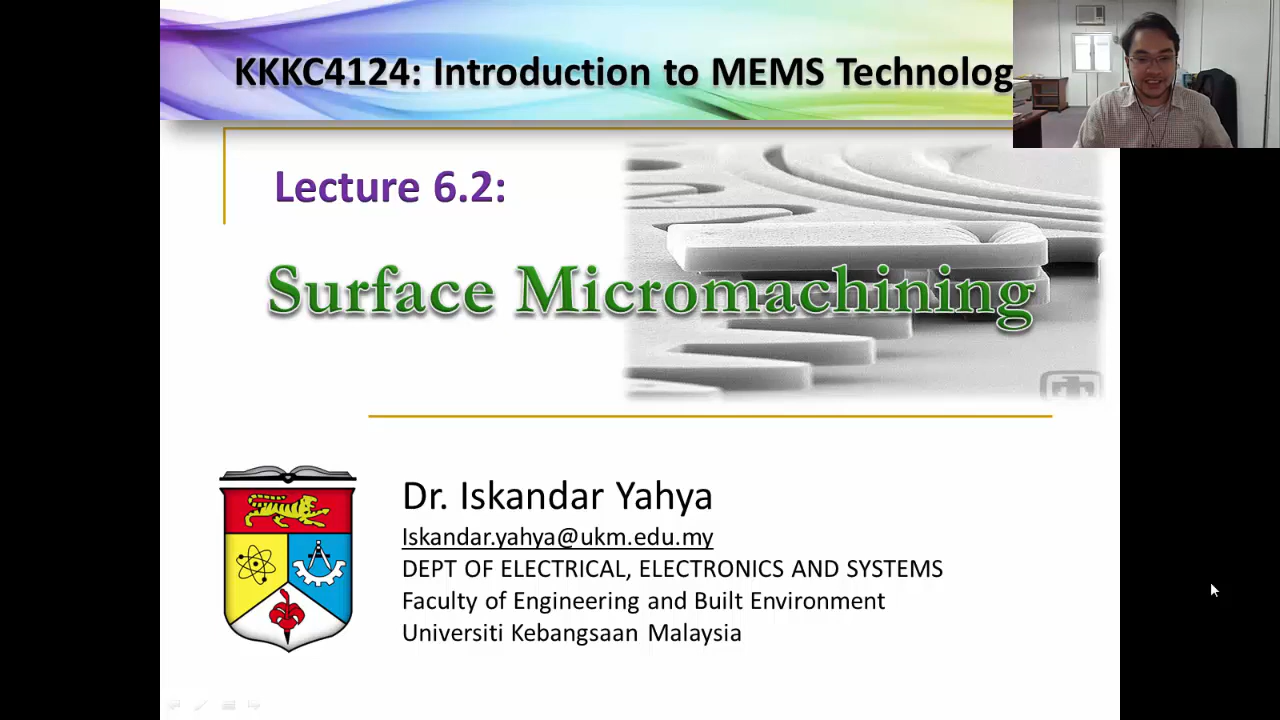 KKKC4124: Introduction to MEMS Technolog
Lecture 6.2:
Surface Micromachining
Dr. Iskandar Yahya
Iskandar.yahya@ukm.edu.my
DEPT OF ELECTRICAL, ELECTRONICS AND SYSTEMS
Faculty of Engineering and Built Environment
Universiti Kebangsaan Malaysia